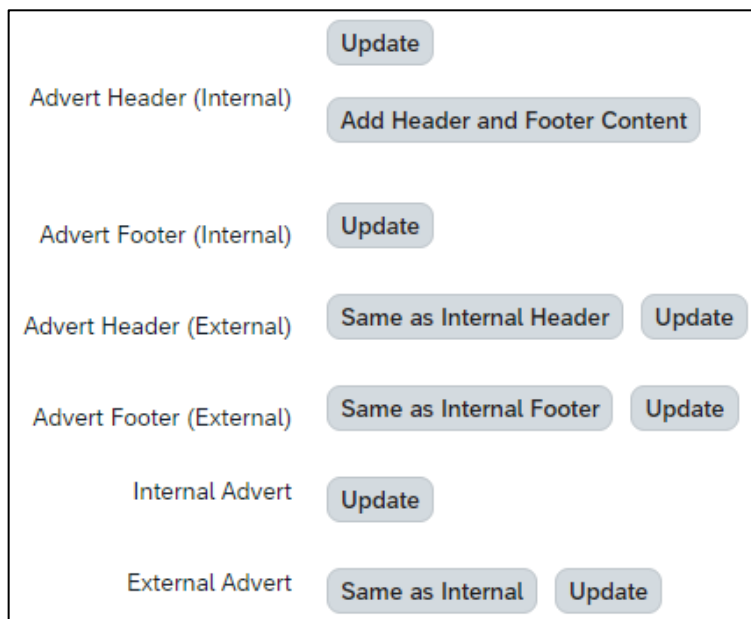 Update
Advert Header (Internal)
Add Header and Footer Content
Advert Footer (Internal) Update
Advert Header (External) Same as Internal Header Update
Advert Footer (External) Same as Internal Footer Update
Internal Advert Update
External Advert Same as Internal Update